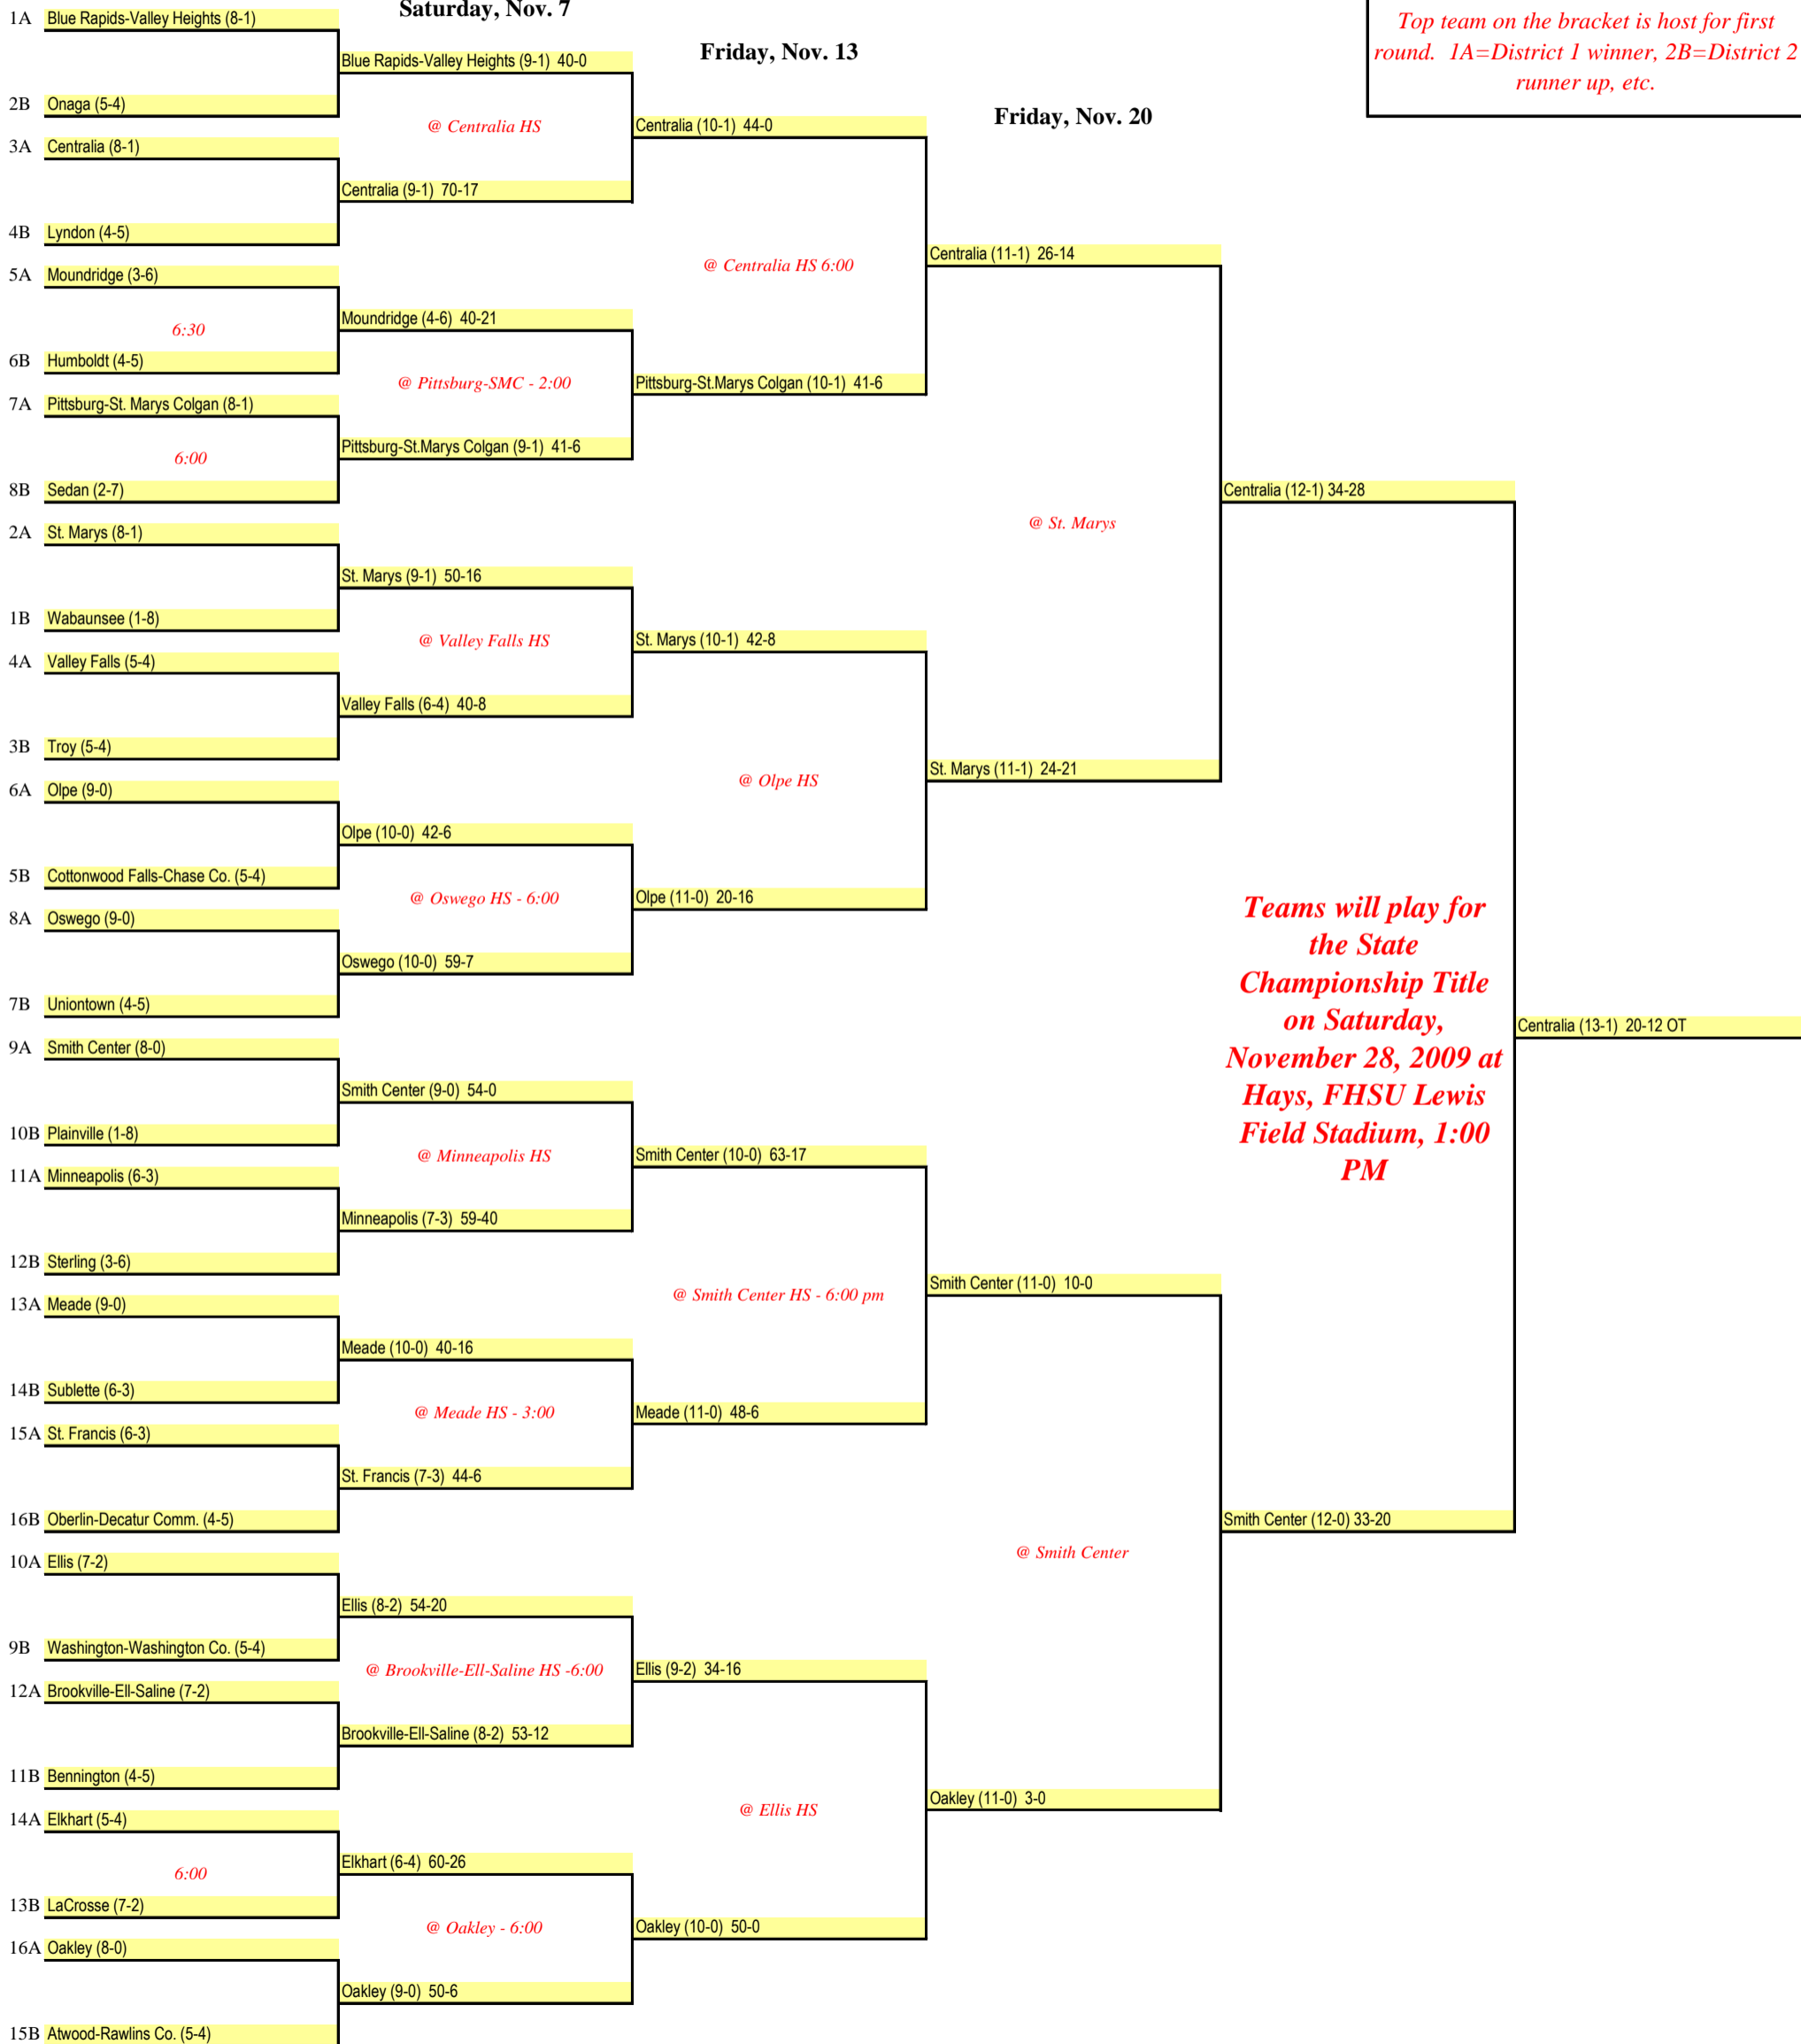 Saturday, Nov. 7
Friday, Nov. 13
Friday, Nov. 20
Top team on the bracket is host for first
round.  1A=District 1 winner, 2B=District 2
runner up, etc.
1A Blue Rapids-Valley Heights (8-1)
2B Onaga (5-4)
3A Centralia (8-1)
4B Lyndon (4-5)
5A Moundridge (3-6)
6:30
6B Humboldt (4-5)
7A Pittsburg-St. Marys Colgan (8-1)
6:00
8B Sedan (2-7)
2A St. Marys (8-1)
1B Wabaunsee (1-8)
4A Valley Falls (5-4)
3B Troy (5-4)
6A Olpe (9-0)
5B Cottonwood Falls-Chase Co. (5-4)
8A Oswego (9-0)
7B Uniontown (4-5)
9A Smith Center (8-0)
10B Plainville (1-8)
11A Minneapolis (6-3)
12B Sterling (3-6)
13A Meade (9-0)
14B Sublette (6-3)
15A St. Francis (6-3)
16B Oberlin-Decatur Comm. (4-5)
10A Ellis (7-2)
9B Washington-Washington Co. (5-4)
12A Brookville-Ell-Saline (7-2)
11B Bennington (4-5)
14A Elkhart (5-4)
6:00
13B LaCrosse (7-2)
16A Oakley (8-0)
15B Atwood-Rawlins Co. (5-4)
Blue Rapids-Valley Heights (9-1)  40-0
@ Centralia HS
Centralia (9-1)  70-17
Moundridge (4-6)  40-21
@ Pittsburg-SMC - 2:00
Pittsburg-St.Marys Colgan (9-1)  41-6
St. Marys (9-1)  50-16
@ Valley Falls HS
Valley Falls (6-4)  40-8
Olpe (10-0)  42-6
@ Oswego HS - 6:00
Oswego (10-0)  59-7
Smith Center (9-0)  54-0
@ Minneapolis HS
Minneapolis (7-3)  59-40
Meade (10-0)  40-16
@ Meade HS - 3:00
St. Francis (7-3)  44-6
Ellis (8-2)  54-20
@ Brookville-Ell-Saline HS -6:00
Brookville-Ell-Saline (8-2)  53-12
Elkhart (6-4)  60-26
@ Oakley - 6:00
Oakley (9-0)  50-6
Centralia (10-1)  44-0
@ Centralia HS 6:00
Pittsburg-St.Marys Colgan (10-1)  41-6
St. Marys (10-1)  42-8
@ Olpe HS
Olpe (11-0)  20-16
Smith Center (10-0)  63-17
@ Smith Center HS - 6:00 pm
Meade (11-0)  48-6
Ellis (9-2)  34-16
@ Ellis HS
Oakley (10-0)  50-0
Centralia (11-1)  26-14
@ St. Marys
St. Marys (11-1)  24-21
Smith Center (11-0)  10-0
@ Smith Center
Oakley (11-0)  3-0
Centralia (12-1) 34-28
Teams will play for
the State
Championship Title
on Saturday,
November 28, 2009 at
Hays, FHSU Lewis
Field Stadium, 1:00
PM
Smith Center (12-0) 33-20
Centralia (13-1)  20-12 OT